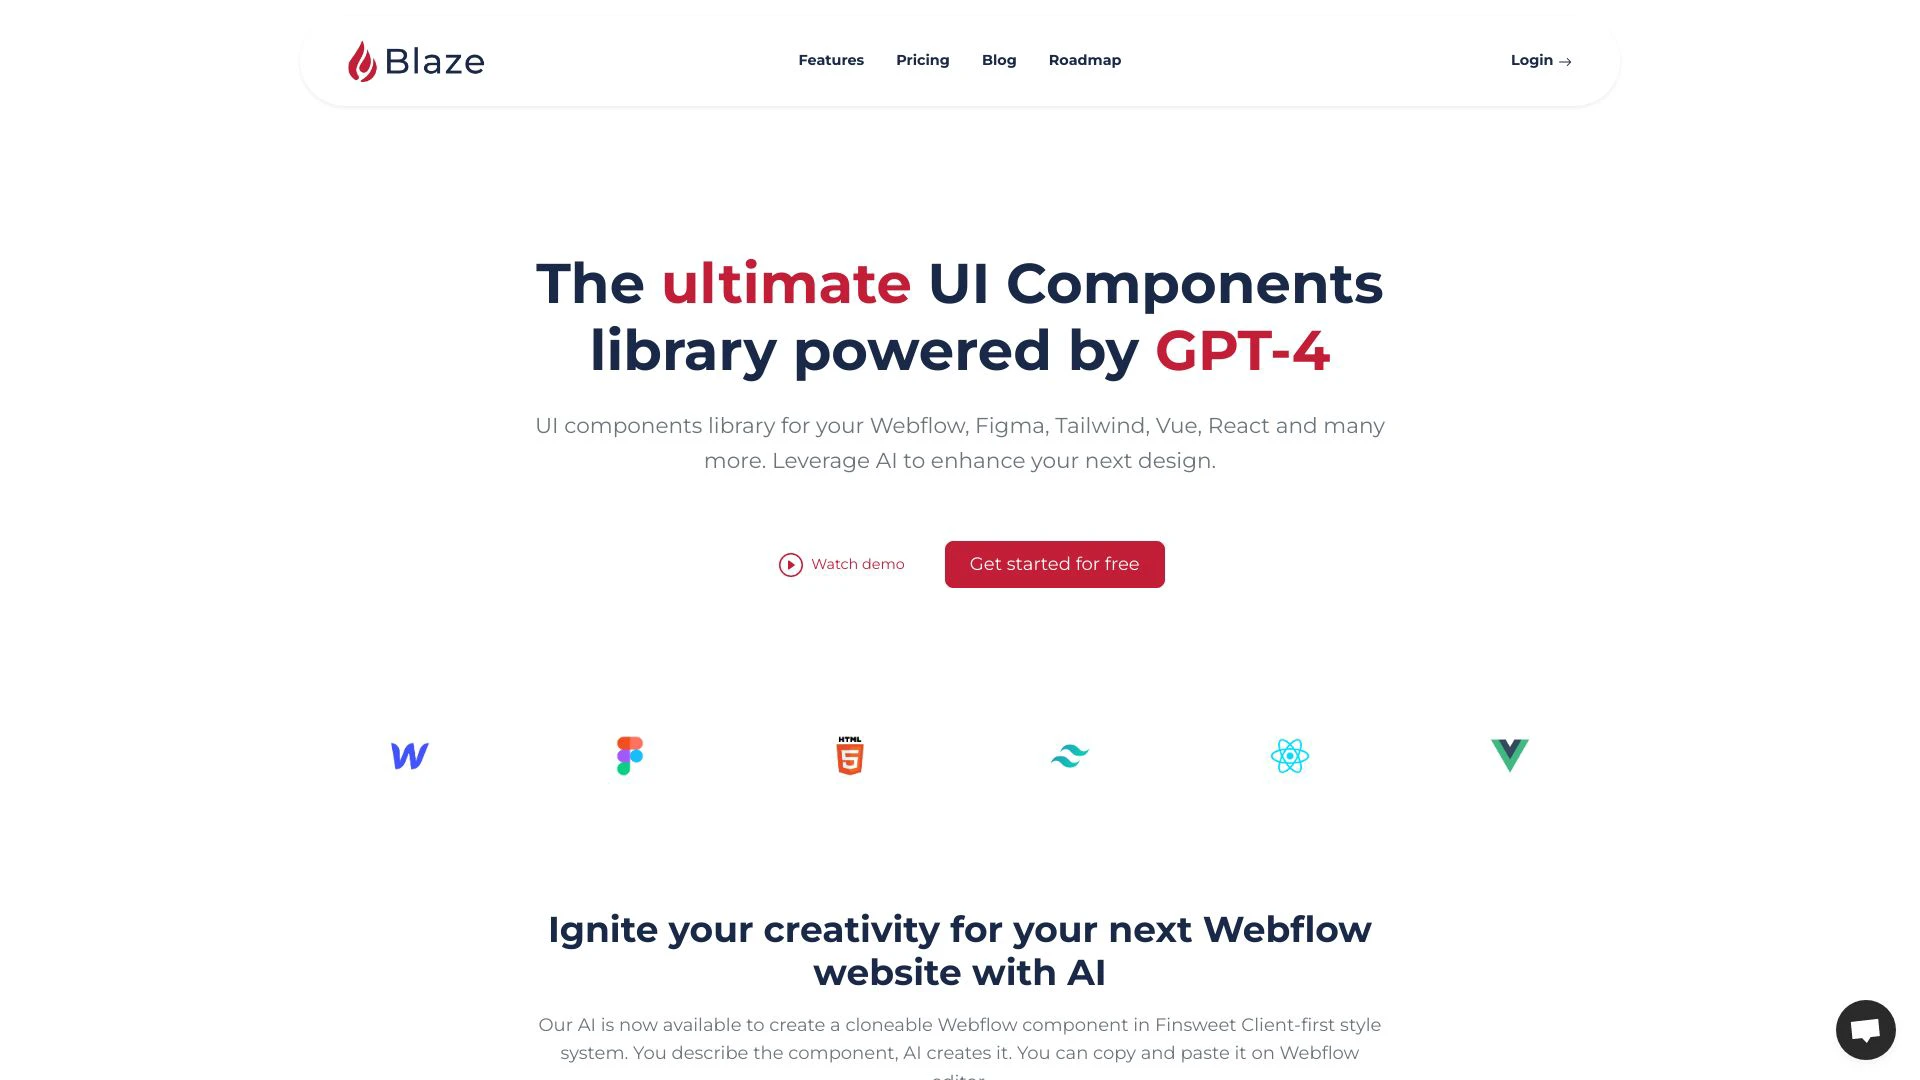 Blaze
Features
Pricing
Blog
Roadmap
Login →
The ultimate UI Components
library powered by GPT-4
UI components library for your Webflow, Figma, Tailwind, Vue, React and many
more. Leverage AI to enhance your next design.
Watch demo
Get started for free
HTML
5
Ignite your creativity for your next Webflow
website with AI
Our AI is now available to create a cloneable Webflow component in Finsweet Client-first style
system. You describe the component, AI creates it. You can copy and paste it on Webflow
editor.